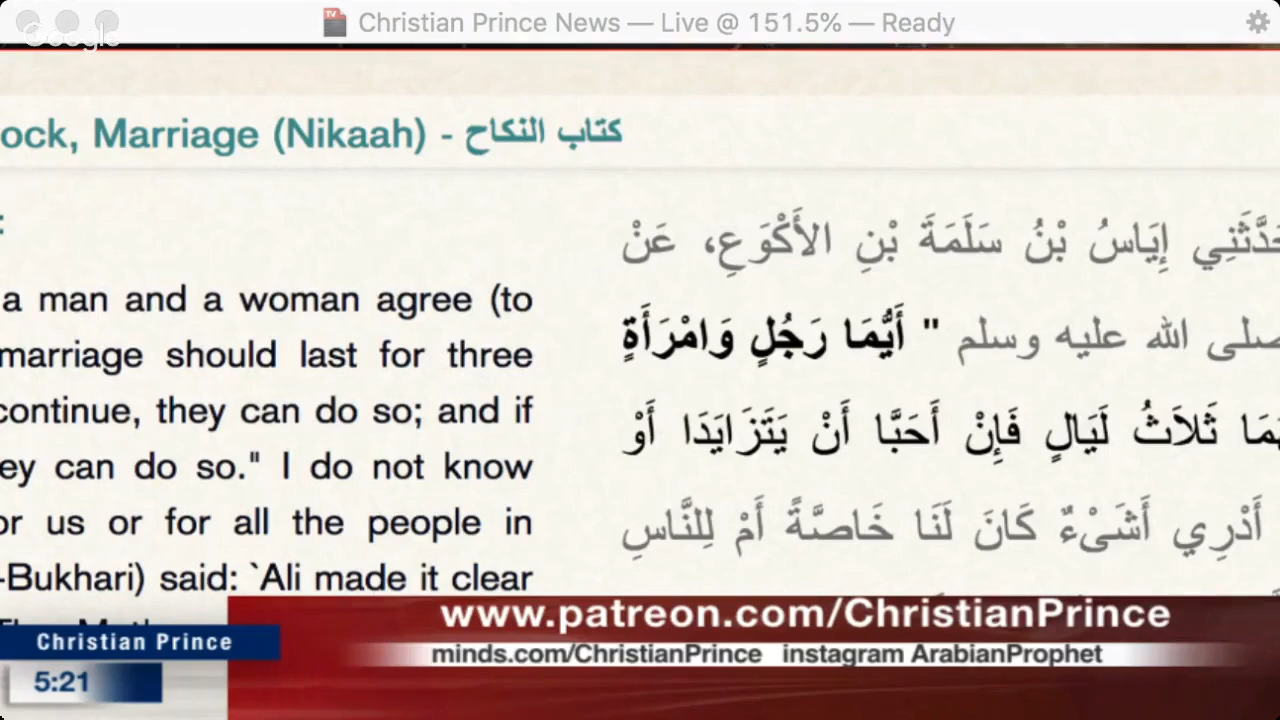 Christian Prince News — Live @ 151.5% — Ready
Google
ock, Marriage (Nikaah) - كتاب النكاح
:
a man and a woman agree (to
marriage should last for three
continue, they can do so; and if
ey can do so." I do not know
or us or for all the people in
-Bukhari) said: `Ali made it clear
حَدَّثَنِي إِيَاسُ بْنُ سَلَمَةَ بْنِ الأَكْوَعِ، عَنْ
صلى الله عليه وسلم " أَيُّمَا رَجُلٍ وَامْرَأَةٍ
ثَلاَثُ لَيَالٍ فَإِنْ أَحَبَّا أَنْ يَتَزَايَدَا أَوْ
أَدْرِي أَشَىْءٌ كَانَ لَنَا خَاصَّةً أَمْ لِلنَّاسِ
www.patreon.com/ChristianPrince
Christian Prince
minds.com/ChristianPrince instagram ArabianProphet
5:21